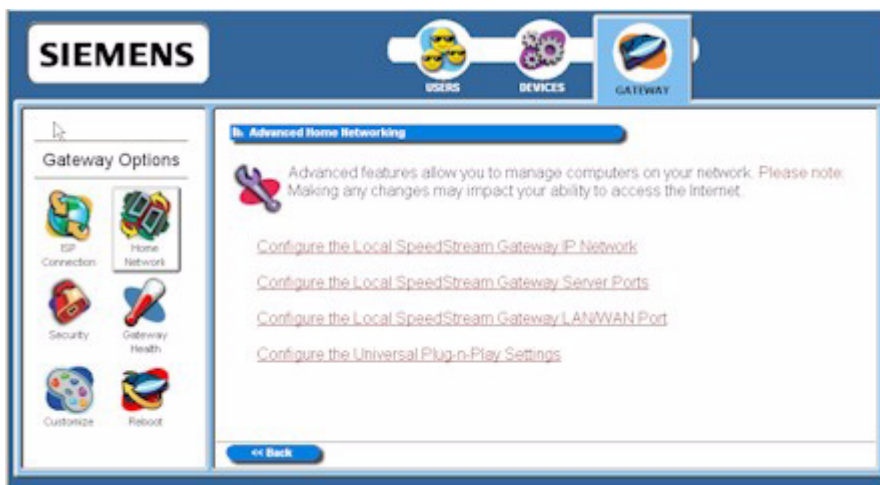 SIEMENS
USERS
DEVICES
GATEWAY
Gateway Options
ISP
Connection
Home
Network
Security
Gateway
Health
Customize
Reboot
Advanced Home Networking
Advanced features allow you to manage computers on your network. Please note:
Making any changes may impact your ability to access the Internet.
Configure the Local SpeedStream Gateway IP Network
Configure the Local SpeedStream Gateway Server Ports
Configure the Local SpeedStream Gateway LAN/WAN Port
Configure the Universal Plug-n-Play Settings
<< Back